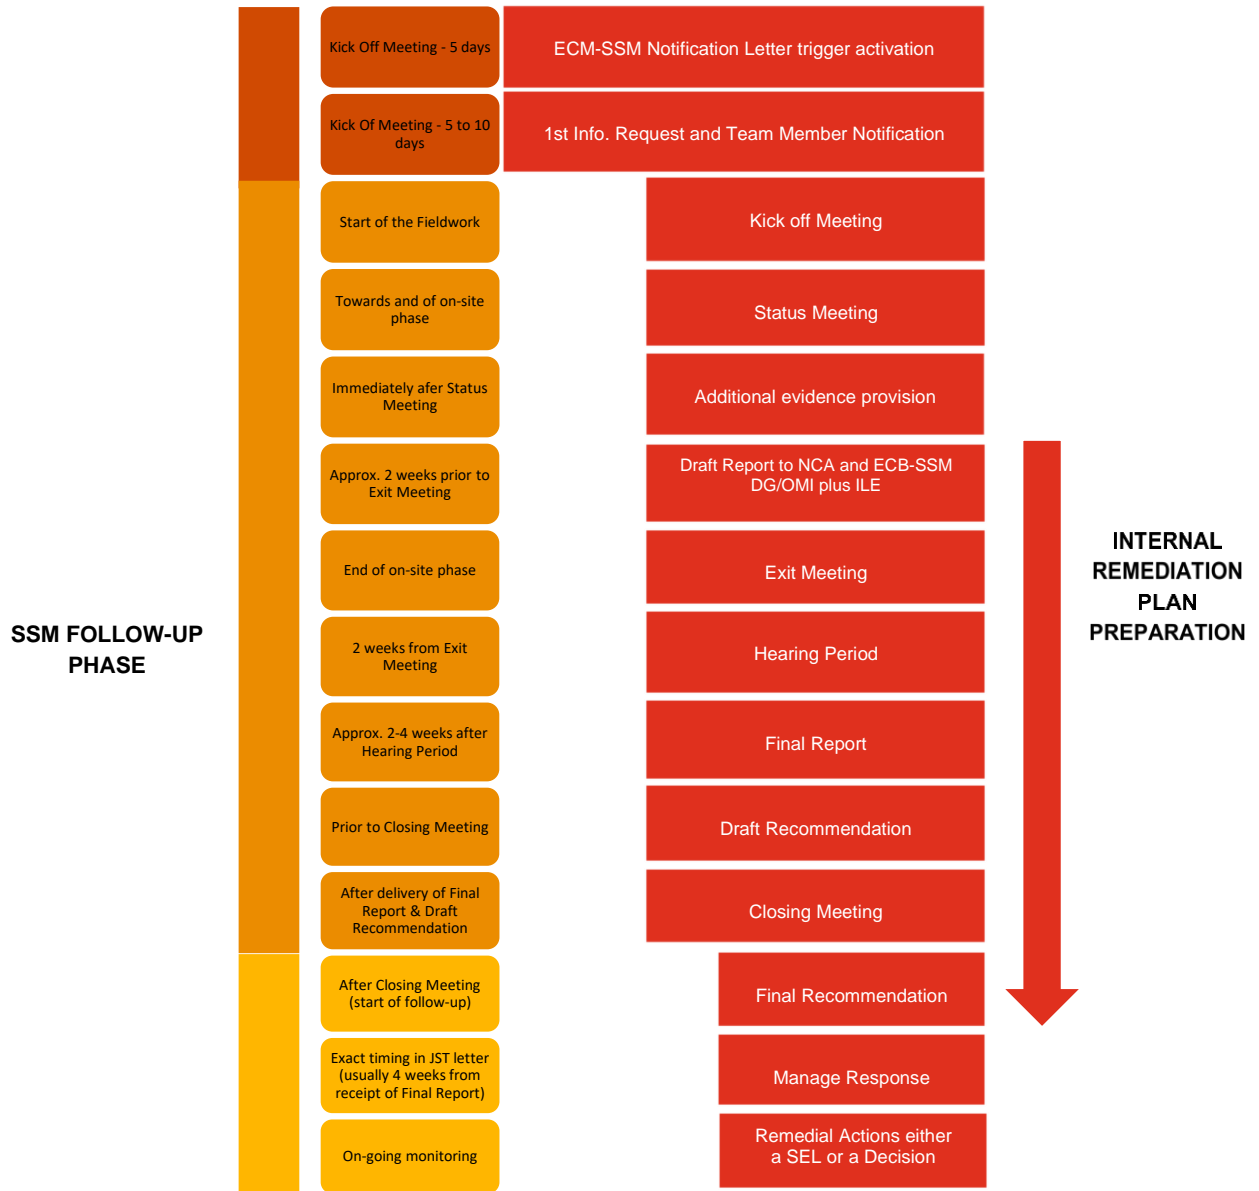 Kick Off Meeting - 5 days
ECM-SSM Notification Letter trigger activation
Kick Of Meeting - 5 to 10
days
1st Info. Request and Team Member Notification
Start of the Fieldwork
Kick off Meeting
Towards and of on-site
phase
Status Meeting
Immediately afer Status
Meeting
Additional evidence provision
Approx. 2 weeks prior to
Exit Meeting
Draft Report to NCA and ECB-SSM
DG/OMI plus ILE
End of on-site phase
Exit Meeting
2 weeks from Exit
Meeting
Hearing Period
Approx. 2-4 weeks after
Hearing Period
Final Report
Prior to Closing Meeting
Draft Recommendation
After delivery of Final
Report & Draft
Recommendation
Closing Meeting
After Closing Meeting
(start of follow-up)
Final Recommendation
Exact timing in JST letter
(usually 4 weeks from
receipt of Final Report)
Manage Response
On-going monitoring
Remedial Actions either
a SEL or a Decision
SSM FOLLOW-UP
PHASE
INTERNAL
REMEDIATION
PLAN
PREPARATION